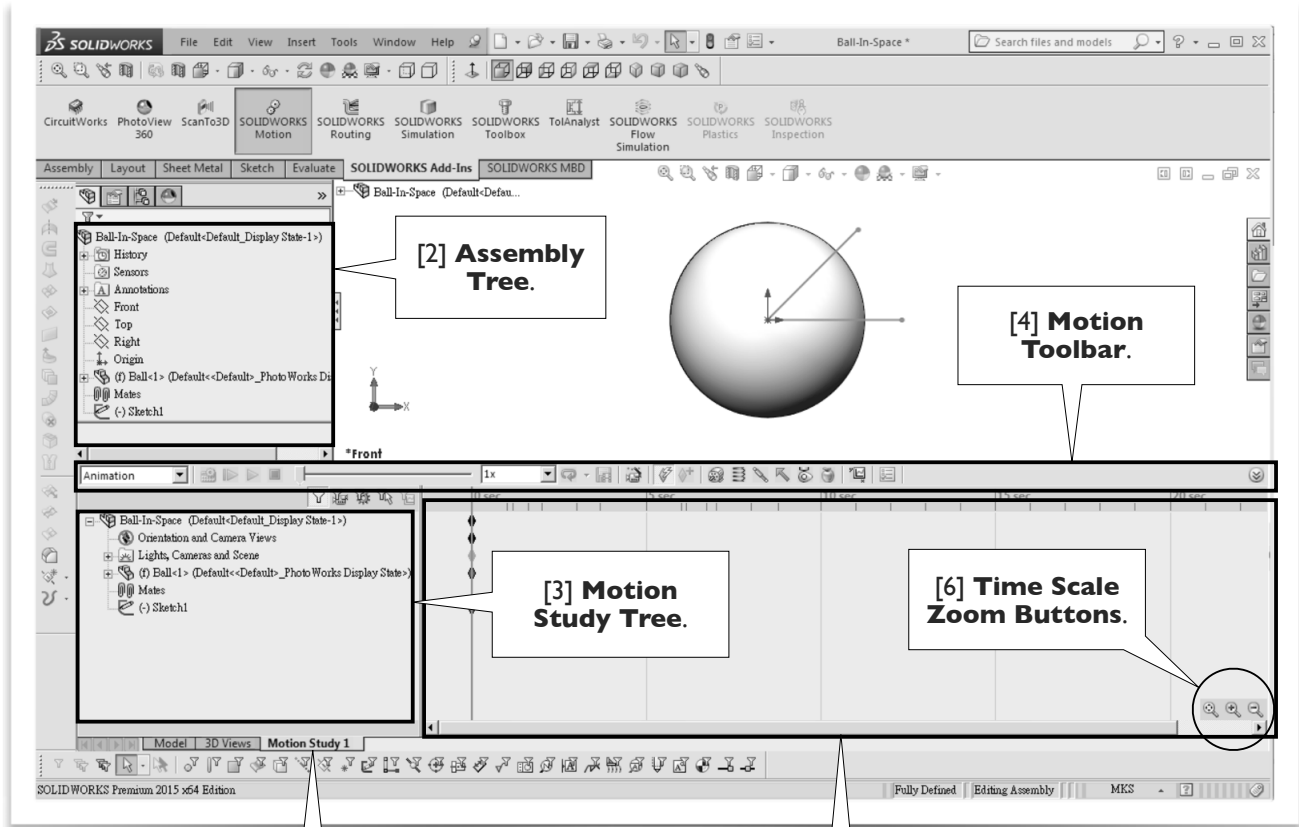 SOLIDWORKS File Edit View Insert Tools Window Help Ball-In-Space * Search files and models
CircuitWorks PhotoView 360 ScanTo3D SOLIDWORKS Motion SOLIDWORKS Routing SOLIDWORKS Simulation SOLIDWORKS Toolbox TolAnalyst SOLIDWORKS Flow Simulation SOLIDWORKS Plastics SOLIDWORKS Inspection
Assembly Layout Sheet Metal Sketch Evaluate SOLIDWORKS Add-Ins SOLIDWORKS MBD
Ball-In-Space (Default<Defau...
Ball-In-Space (Default<Default_Display State-1>)
History
Sensors
Annotations
Front
Top
Right
Origin
(f) Ball<1> (Default<<Default>_PhotoWorks Di
Mates
(-) Sketch1
[2] Assembly
Tree.
[4] Motion
Toolbar.
Y
X
*Front
Animation 1x
0 sec 5 sec 10 sec 15 sec 20 sec
Ball-In-Space (Default<Default_Display State-1>)
Orientation and Camera Views
Lights, Cameras and Scene
(f) Ball<1> (Default<<Default>_PhotoWorks Display State>)
Mates
(-) Sketch1
[3] Motion
Study Tree.
[6] Time Scale
Zoom Buttons.
Model 3D Views Motion Study 1
SOLIDWORKS Premium 2015 x64 Edition Fully Defined Editing Assembly MKS